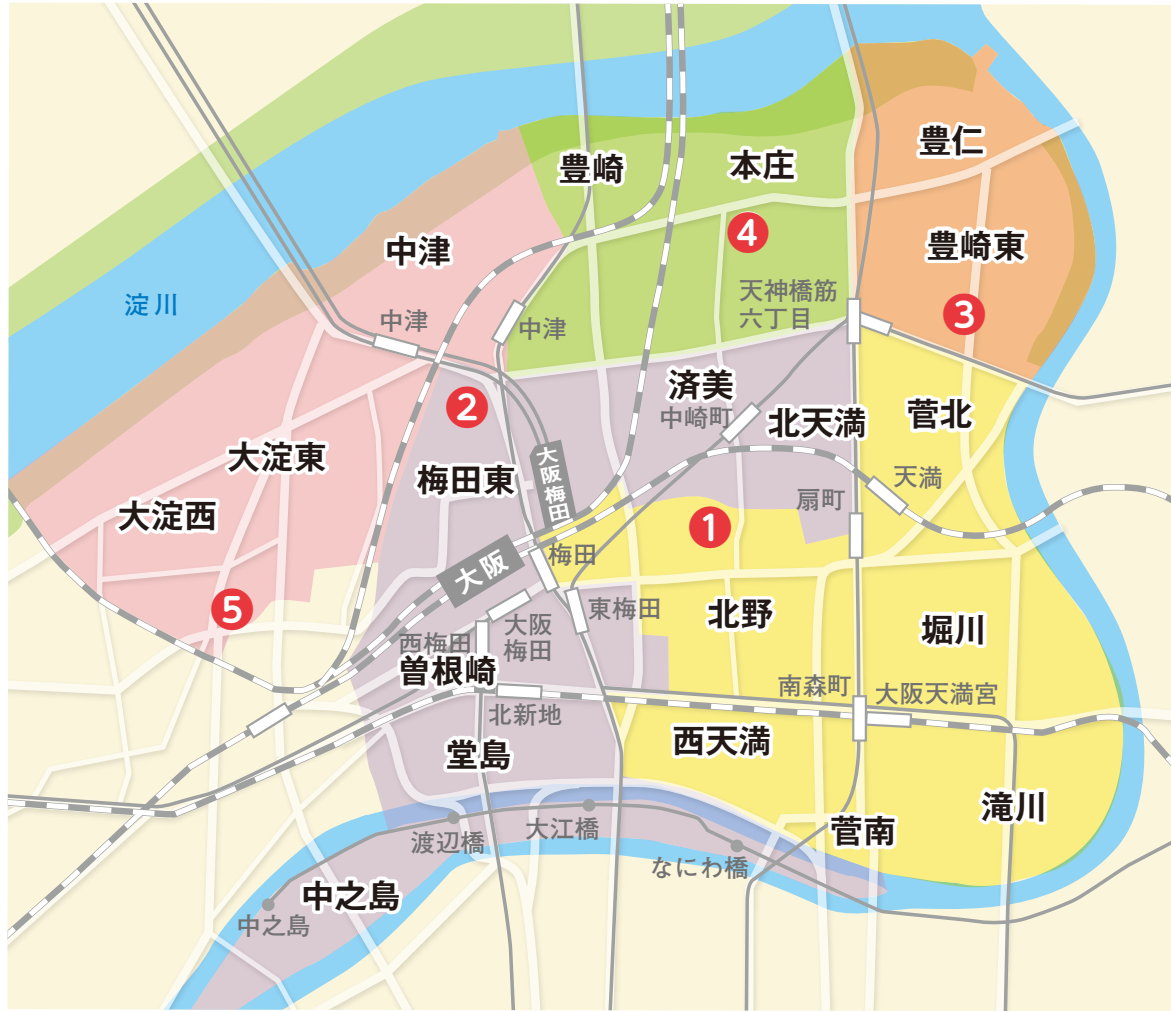 豊仁
豊崎
本庄
❹
中津
豊崎東
淀川
天神橋筋
六丁目
❸
中津
中津
済美
中崎町
❷
北天満
菅北
大淀東
梅田東
大阪梅田
天満
大淀西
扇町
❶
梅田
大阪
❺
東梅田
北野
堀川
大阪
梅田
西梅田
曽根崎
南森町
大阪天満宮
北新地
西天満
堂島
滝川
大江橋
渡辺橋
菅南
なにわ橋
中之島
中之島